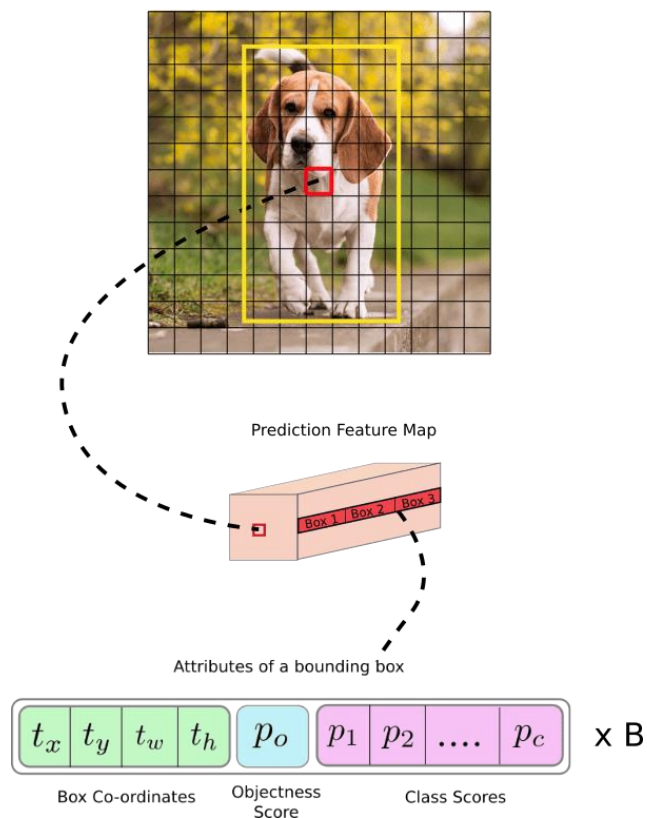 Prediction Feature Map
Box 1 Box 2 Box 3
Attributes of a bounding box
t_x t_y t_w t_h p_o p_1 p_2 .... p_c x B
Box Co-ordinates
Objectness
Score
Class Scores